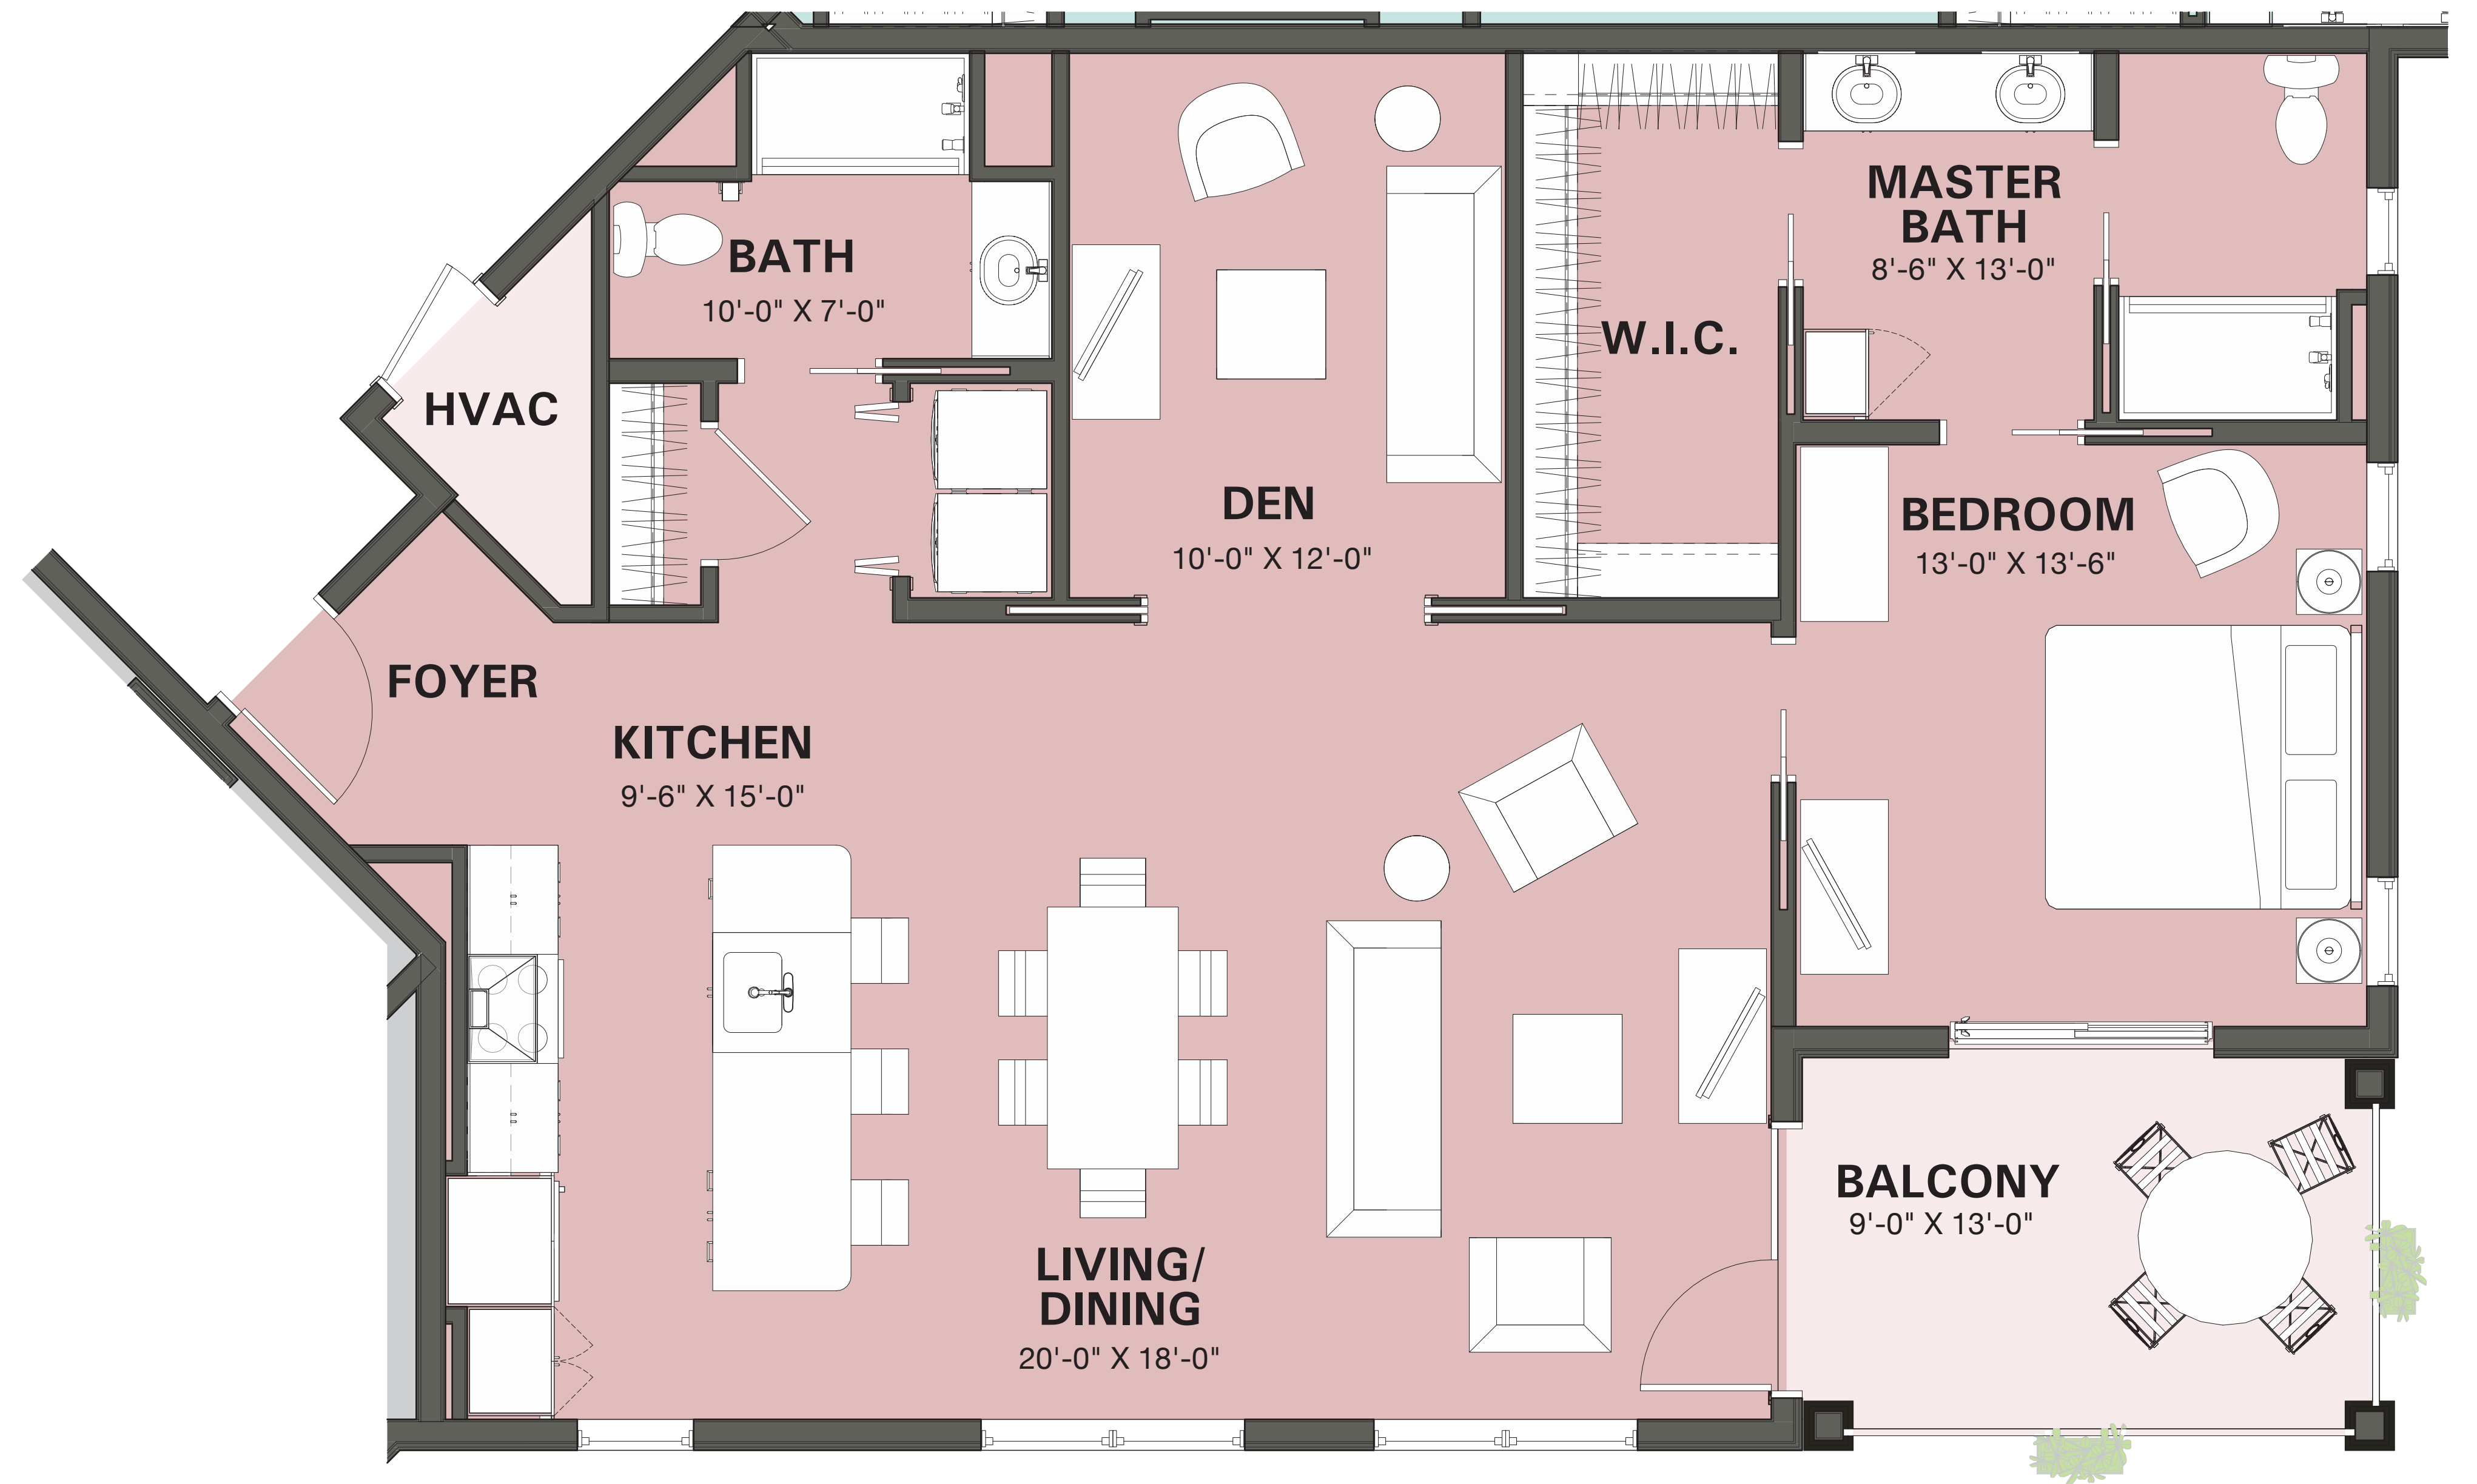 MASTER
BATH
8'-6" X 13'-0"
BATH
10'-0" X 7'-0"
W.I.C.
HVAC
DEN
10'-0" X 12'-0"
BEDROOM
13'-0" X 13'-6"
FOYER
KITCHEN
9'-6" X 15'-0"
BALCONY
9'-0" X 13'-0"
LIVING/
DINING
20'-0" X 18'-0"